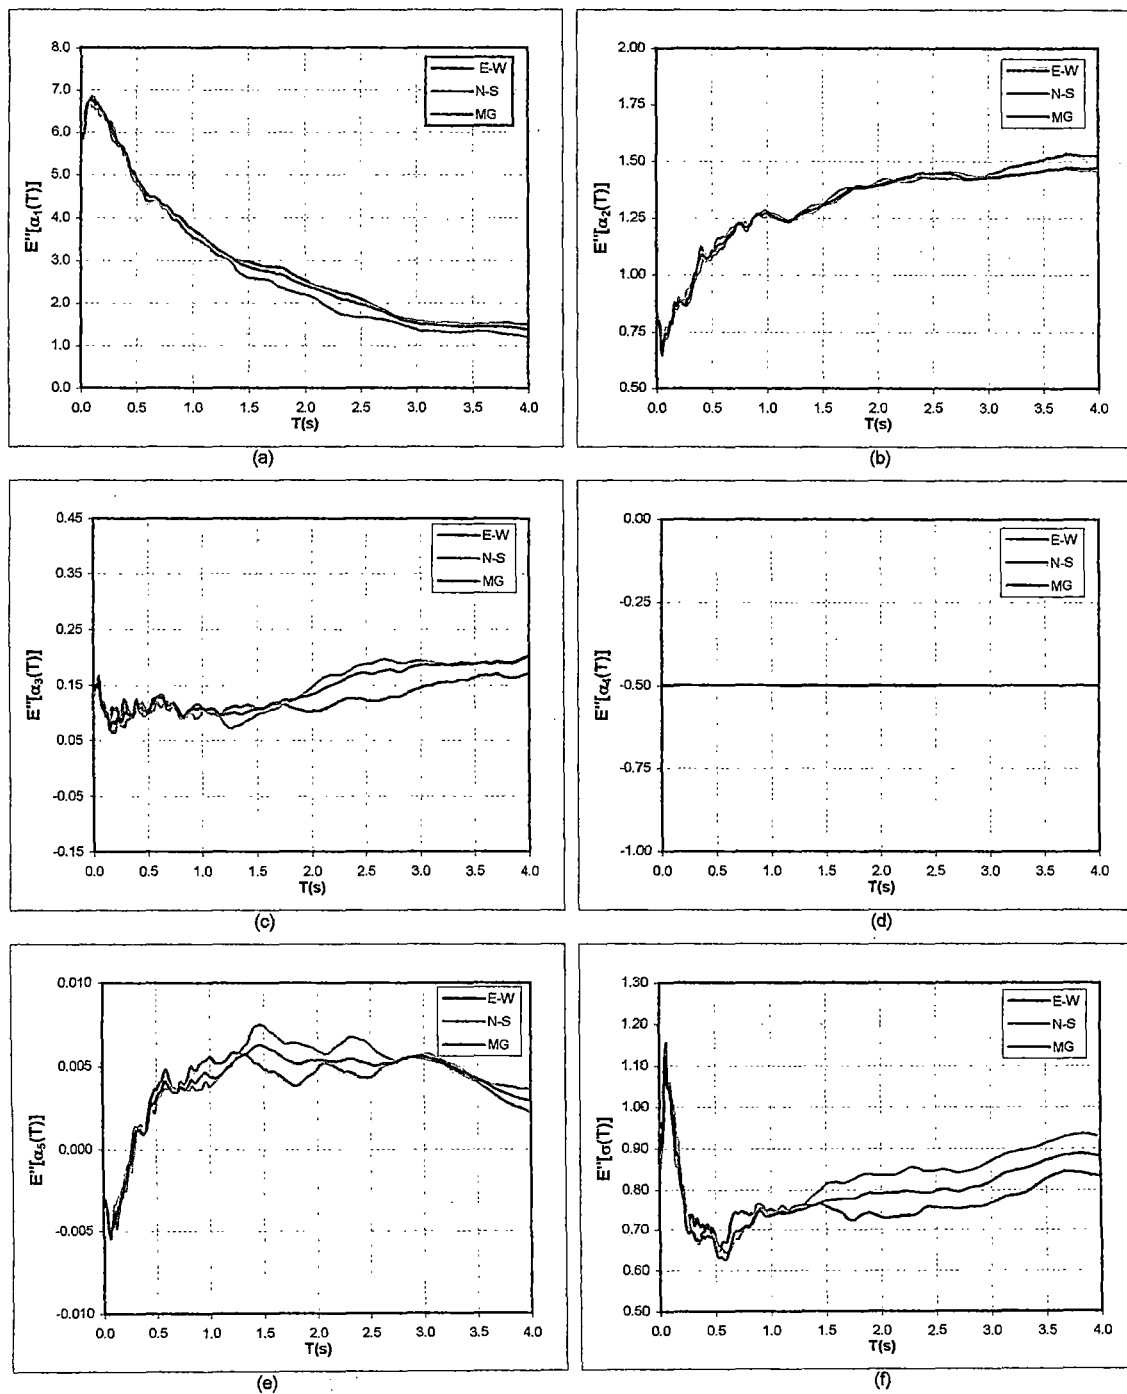 8.0
7.0
6.0
5.0
4.0
3.0
2.0
1.0
0.0
E''[α1(T)]
E-W
N-S
MG
0.0 0.5 1.0 1.5 2.0 2.5 3.0 3.5 4.0
T(s)
(a)
2.00
1.75
1.50
1.25
1.00
0.75
0.50
E''[α2(T)]
E-W
N-S
MG
0.0 0.5 1.0 1.5 2.0 2.5 3.0 3.5 4.0
T(s)
(b)
0.45
0.35
0.25
0.15
0.05
-0.05
-0.15
E''[α3(T)]
E-W
N-S
MG
0.0 0.5 1.0 1.5 2.0 2.5 3.0 3.5 4.0
T(s)
(c)
0.00
-0.25
-0.50
-0.75
-1.00
E''[α4(T)]
E-W
N-S
MG
0.0 0.5 1.0 1.5 2.0 2.5 3.0 3.5 4.0
T(s)
(d)
0.010
0.005
0.000
-0.005
-0.010
E''[α5(T)]
E-W
N-S
MG
0.0 0.5 1.0 1.5 2.0 2.5 3.0 3.5 4.0
T(s)
(e)
1.30
1.20
1.10
1.00
0.90
0.80
0.70
0.60
0.50
E''[σ(T)]
E-W
N-S
MG
0.0 0.5 1.0 1.5 2.0 2.5 3.0 3.5 4.0
T(s)
(f)